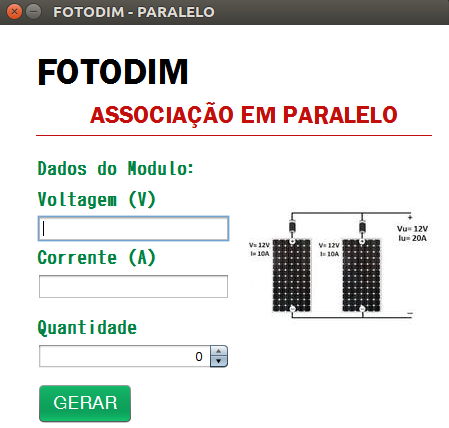 FOTODIM - PARALELO
FOTODIM
ASSOCIAÇÃO EM PARALELO
Dados do Modulo:
Voltagem (V)
Corrente (A)
Quantidade
0
GERAR
+
Vu= 12V
Iu= 20A
V= 12V
I= 10A
V= 12V
I= 10A
−